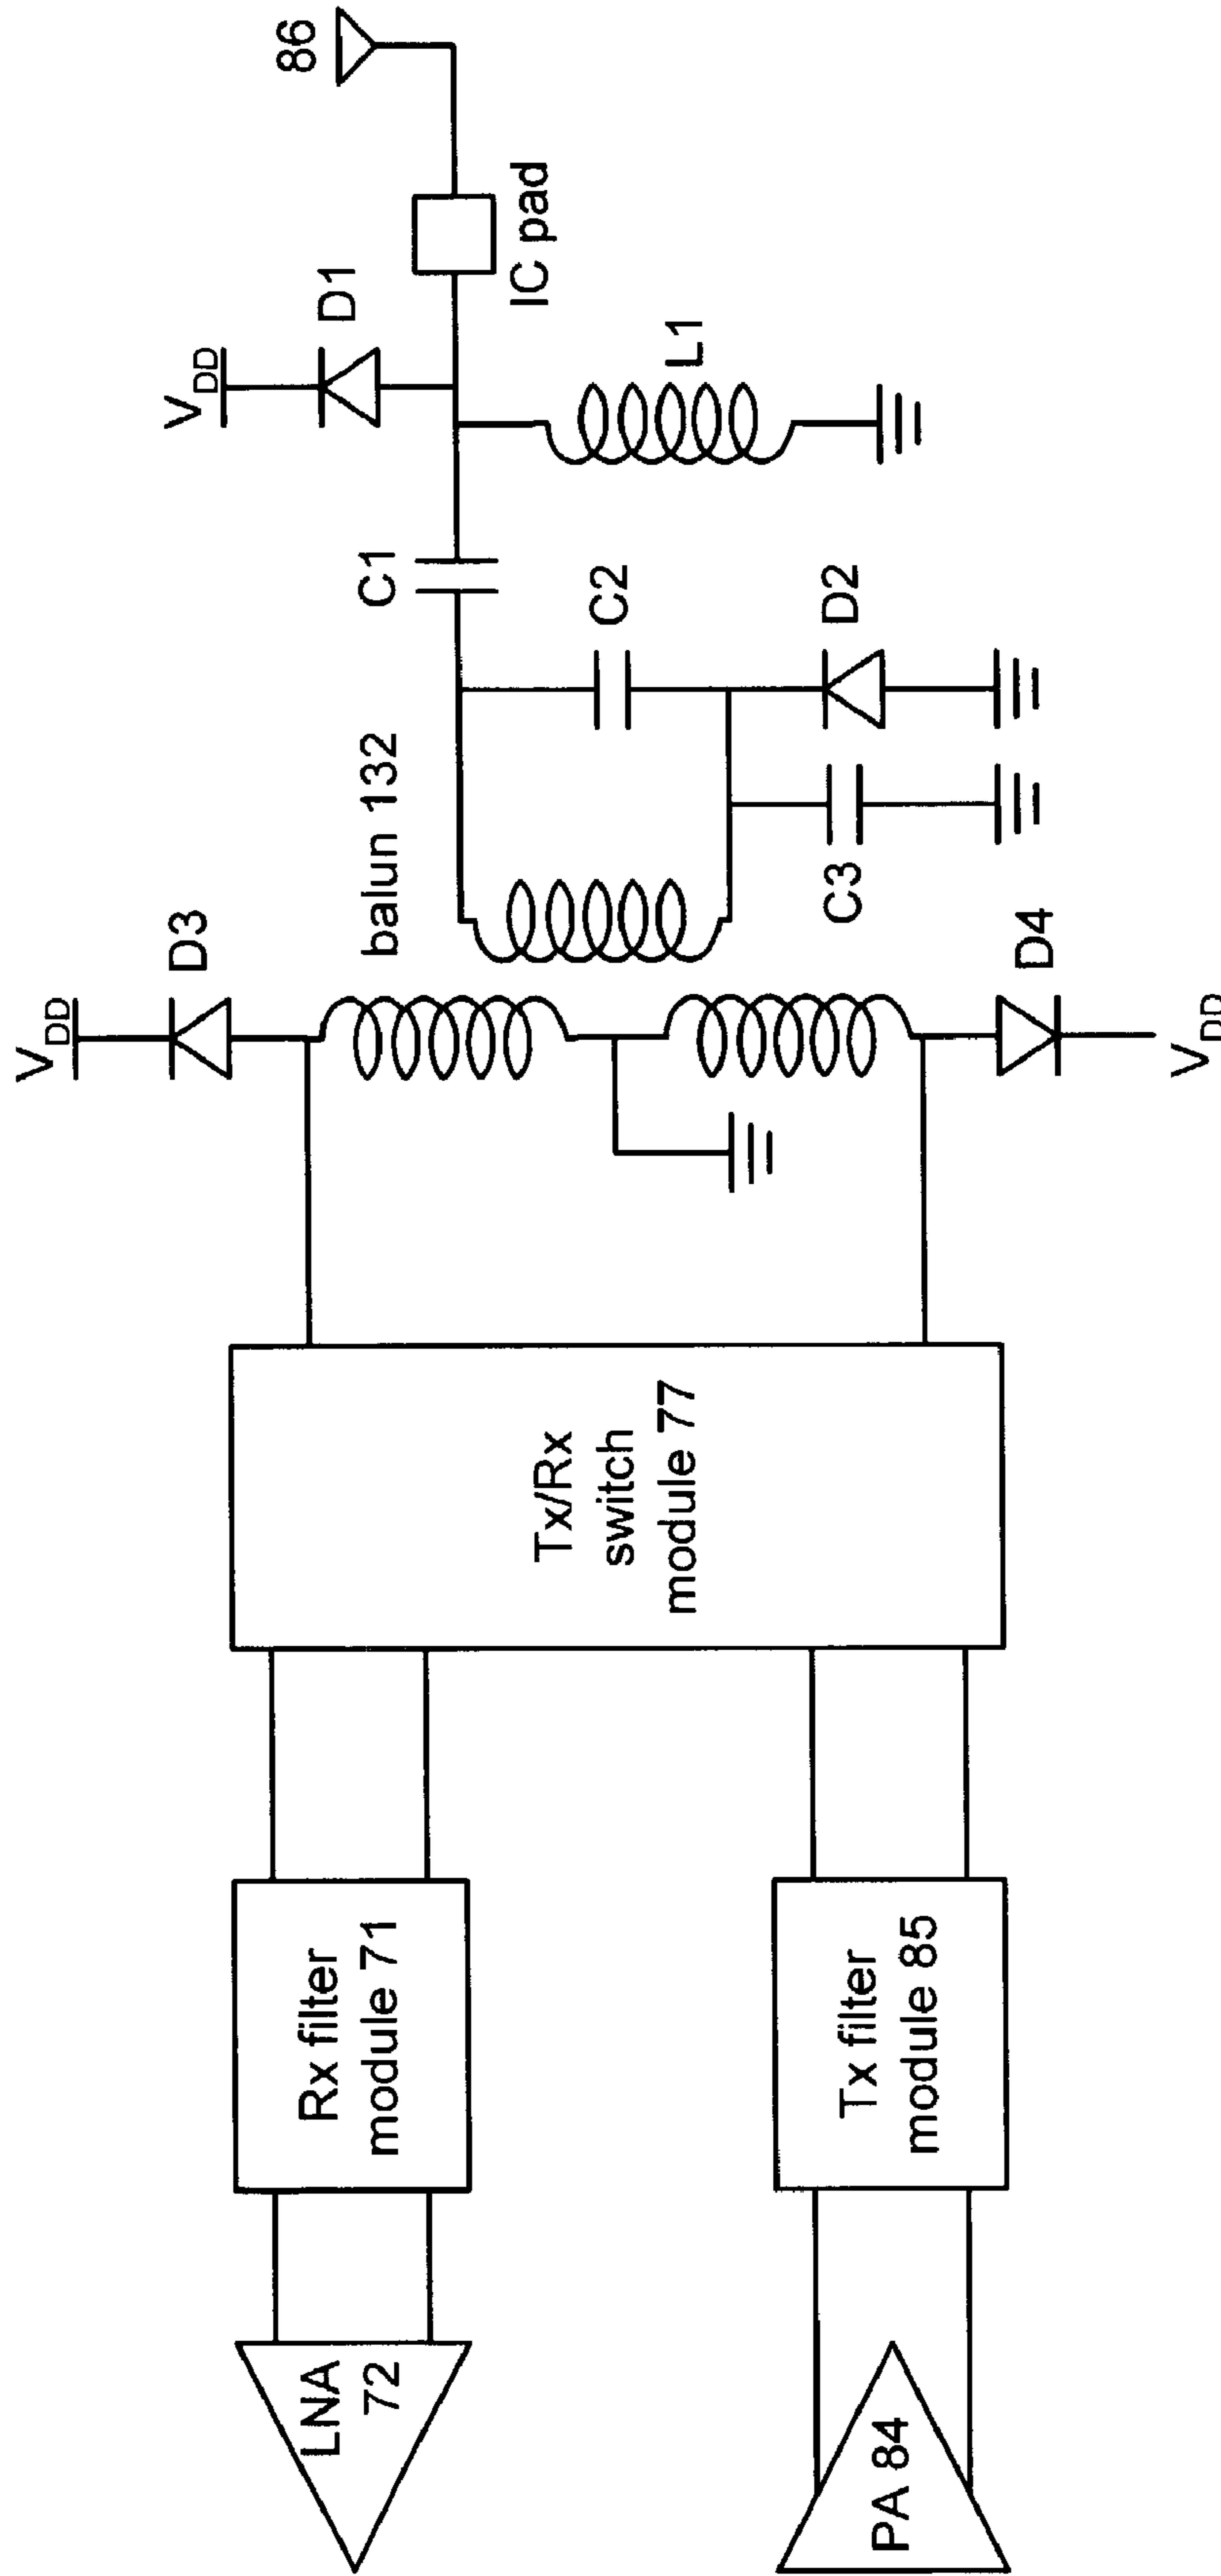 LNA
72
PA 84
Rx filter
module 71
Tx filter
module 85
Tx/Rx
switch
module 77
VDD
D3
balun 132
D4
VDD
C3
C2
D2
C1
VDD
D1
L1
IC pad
86